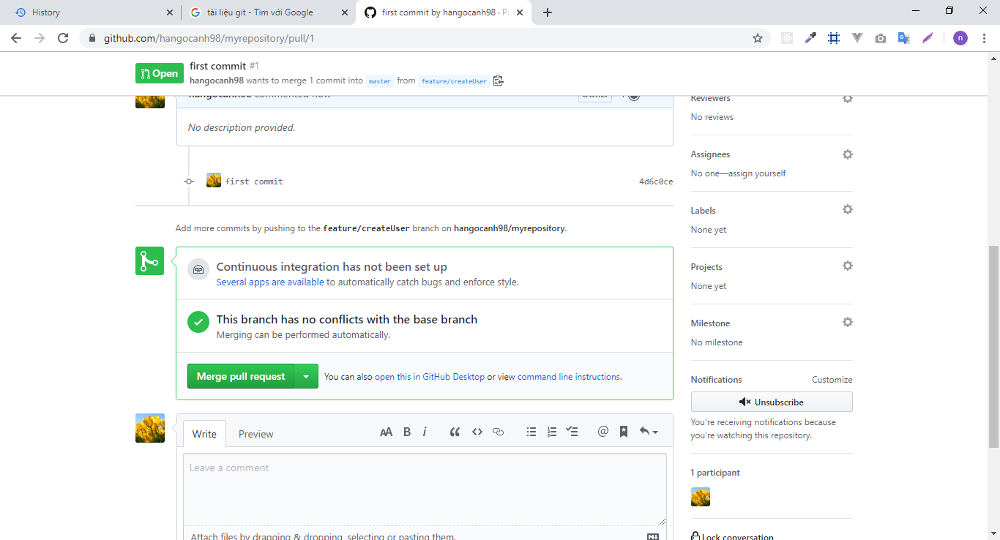 History
tài liệu git - Tìm với Google
first commit by hangocanh98 · Pu
github.com/hangocanh98/myrepository/pull/1
n
Open
first commit #1
hangocanh98 wants to merge 1 commit into master from feature/createUser
hangocanh98 commented now
Owner
No description provided.
first commit
4d6c0ce
Add more commits by pushing to the feature/createUser branch on hangocanh98/myrepository.
Continuous integration has not been set up
Several apps are available to automatically catch bugs and enforce style.
This branch has no conflicts with the base branch
Merging can be performed automatically.
Merge pull request
You can also open this in GitHub Desktop or view command line instructions.
Write
Preview
AA B i
Leave a comment
Attach files by dragging & dropping, selecting or pasting them.
Reviewers
No reviews
Assignees
No one—assign yourself
Labels
None yet
Projects
None yet
Milestone
No milestone
Notifications
Customize
Unsubscribe
You're receiving notifications because
you're watching this repository.
1 participant
Lock conversation